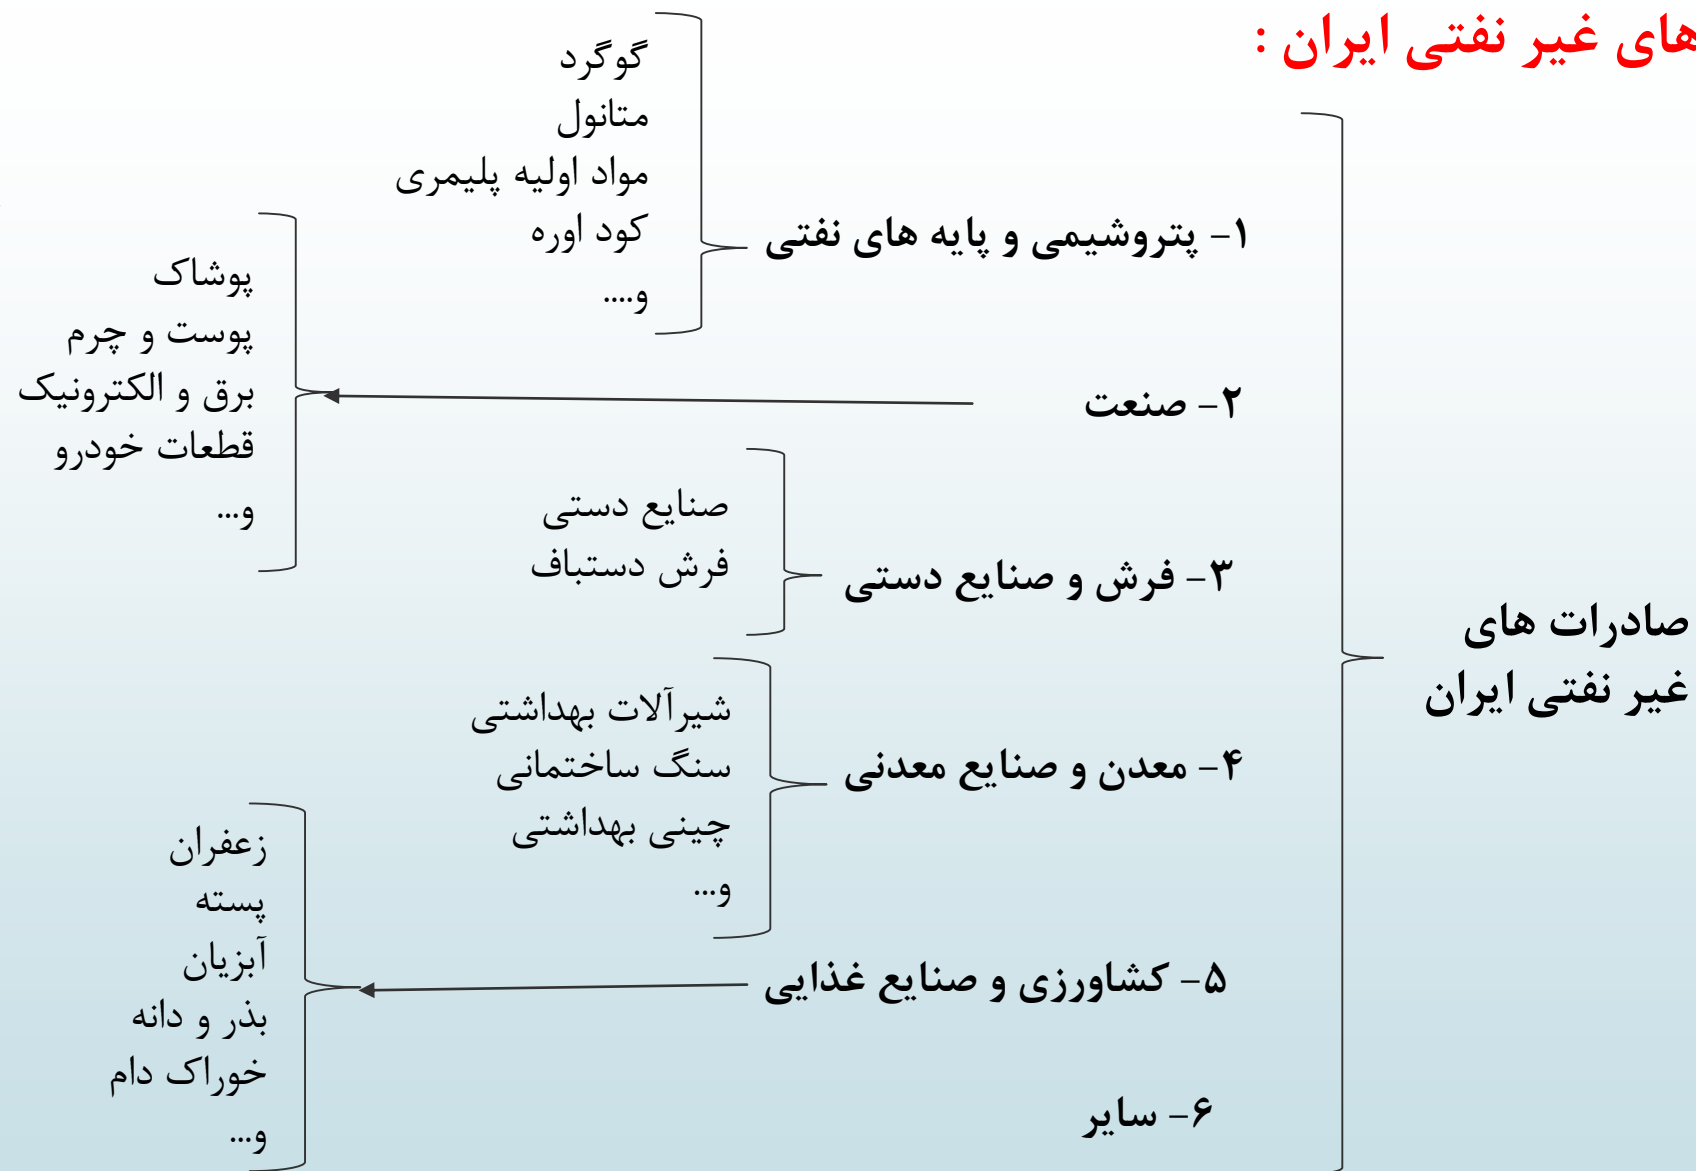 های غیر نفتی ایران :
صادرات های
غیر نفتی ایران
۱- پتروشیمی و پایه های نفتی
گوگرد
متانول
مواد اولیه پلیمری
کود اوره
و....
۲- صنعت
پوشاک
پوست و چرم
برق و الکترونیک
قطعات خودرو
و...
۳- فرش و صنایع دستی
صنایع دستی
فرش دستباف
۴- معدن و صنایع معدنی
شیرآلات بهداشتی
سنگ ساختمانی
چینی بهداشتی
و...
۵- کشاورزی و صنایع غذایی
زعفران
پسته
آبزیان
بذر و دانه
خوراک دام
و...
۶- سایر